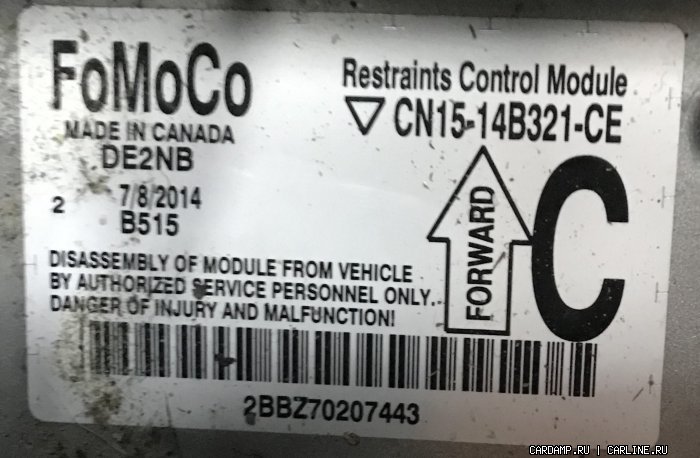 FoMoCo
MADE IN CANADA
DE2NB
2 7/8/2014
B515
Restraints Control Module
CN15-14B321-CE
FORWARD
C
DISASSEMBLY OF MODULE FROM VEHICLE
BY AUTHORIZED SERVICE PERSONNEL ONLY.
DANGER OF INJURY AND MALFUNCTION!
2BBZ70207443
CARDAMP.RU | CARLINE.RU